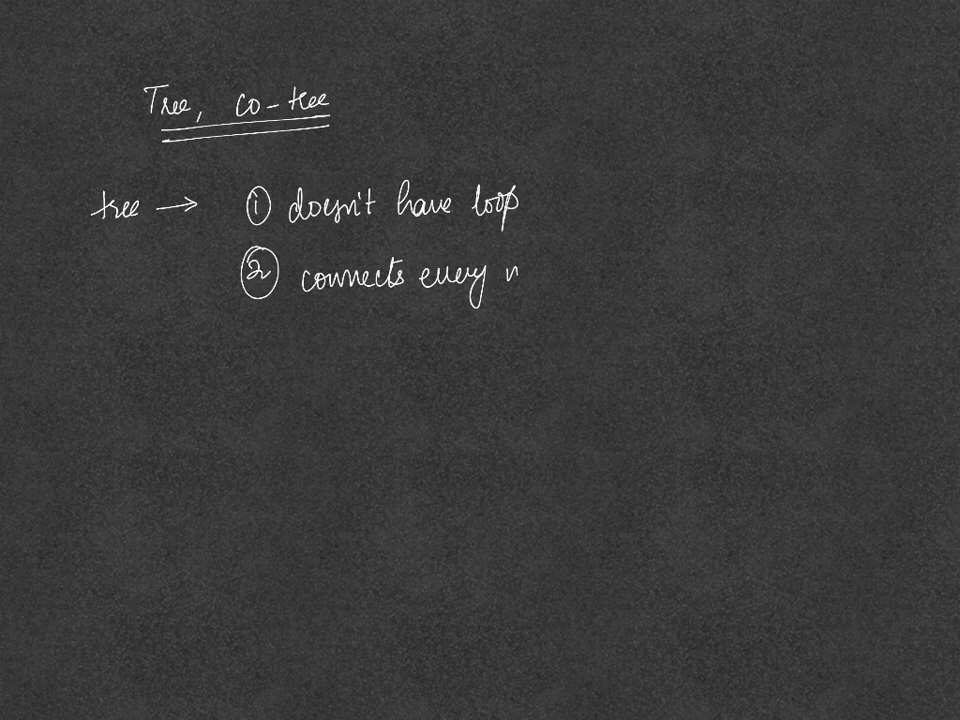 Tree, co-tree
tree → ① doesn't have loop
② connects every n